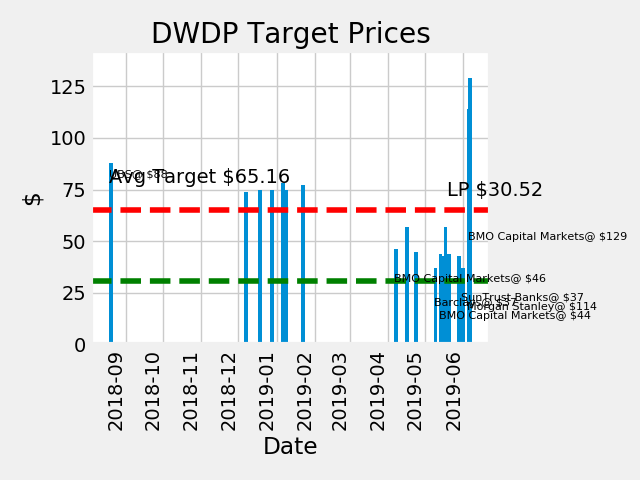 DWDP Target Prices
125
100
75
50
25
0
$
UBS@ $88
Avg Target $65.16
LP $30.52
BMO Capital Markets@ $129
BMO Capital Markets@ $46
SunTrust Banks@ $37
Barclays@ $37
Morgan Stanley@ $114
BMO Capital Markets@ $44
2018-09
2018-10
2018-11
2018-12
2019-01
2019-02
2019-03
2019-04
2019-05
2019-06
Date